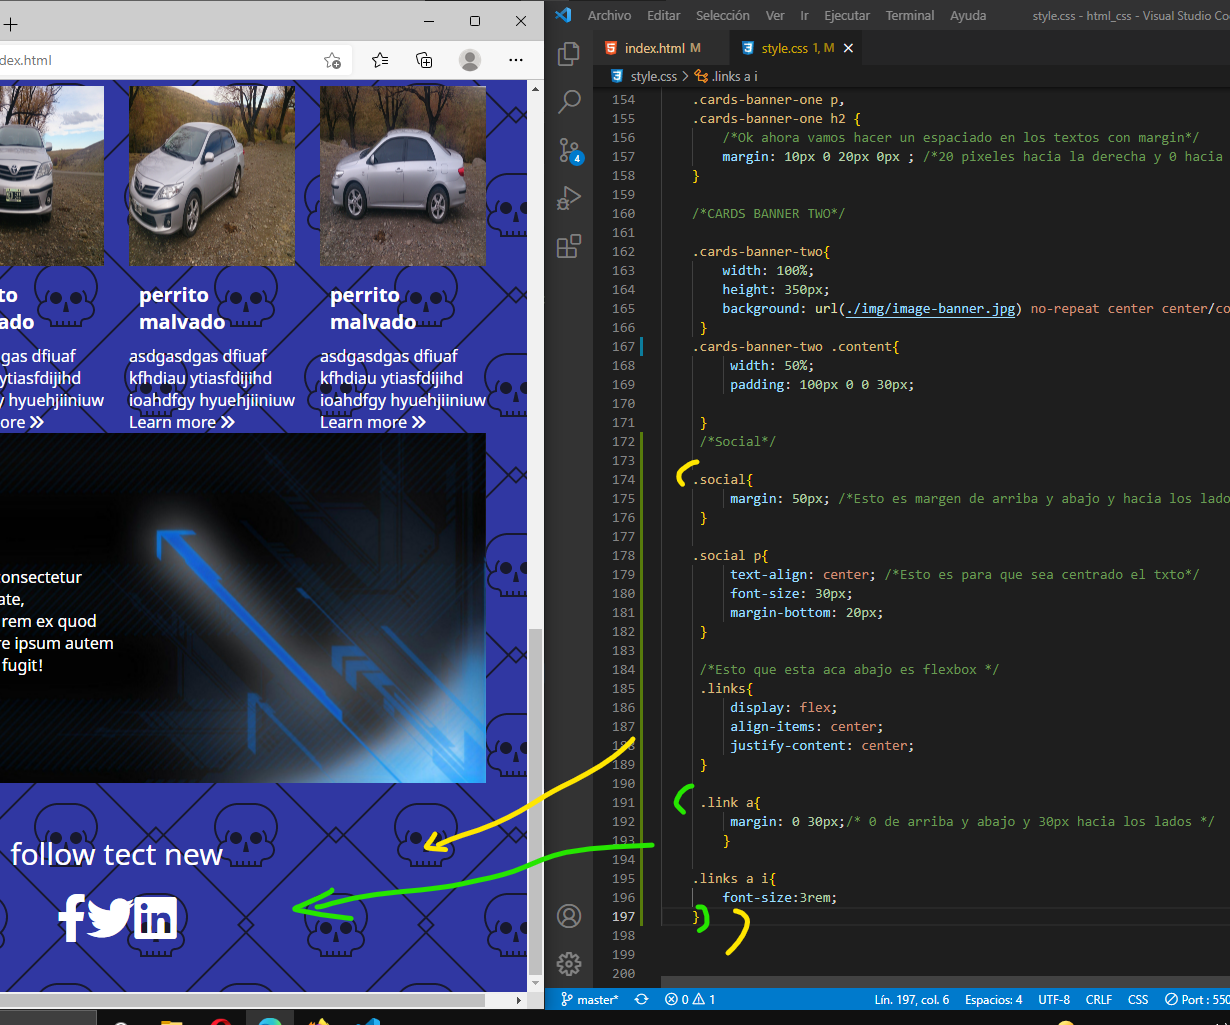 dex.html
to
vado
perrito
malvado
perrito
malvado
gas dfiuaf
ytiasfdijihd
y hyuehjiiniuw
ore
asdgasdgas dfiuaf
kfhdiau ytiasfdijihd
ioahdfgy hyuehjiiniuw
Learn more
asdgasdgas dfiuaf
kfhdiau ytiasfdijihd
ioahdfgy hyuehjiiniuw
Learn more
onsectetur
ate,
rem ex quod
re ipsum autem
fugit!
follow tect new
Archivo Editar Selección Ver Ir Ejecutar Terminal Ayuda style.css - html_css - Visual Studio Co
index.html M style.css 1, M
style.css > .links a i
4
154 .cards-banner-one p,
155 .cards-banner-one h2 {
156 /*Ok ahora vamos hacer un espaciado en los textos con margin*/
157 margin: 10px 0 20px 0px ; /*20 pixeles hacia la derecha y 0 hacia
158 }
159
160 /*CARDS BANNER TWO*/
161
162 .cards-banner-two{
163 width: 100%;
164 height: 350px;
165 background: url(./img/image-banner.jpg) no-repeat center center/co
166 }
167 .cards-banner-two .content{
168 width: 50%;
169 padding: 100px 0 0 30px;
170
171 }
172 /*Social*/
173
174 .social{
175 margin: 50px; /*Esto es margen de arriba y abajo y hacia los lado
176 }
177
178 .social p{
179 text-align: center; /*Esto es para que sea centrado el txto*/
180 font-size: 30px;
181 margin-bottom: 20px;
182 }
183
184 /*Esto que esta aca abajo es flexbox */
185 .links{
186 display: flex;
187 align-items: center;
188 justify-content: center;
189 }
190
191 .link a{
192 margin: 0 30px;/* 0 de arriba y abajo y 30px hacia los lados */
193 }
194
195 .links a i{
196 font-size:3rem;
197 }
198
199
200
master* 0 1 Lín. 197, col. 6 Espacios: 4 UTF-8 CRLF CSS Port : 550